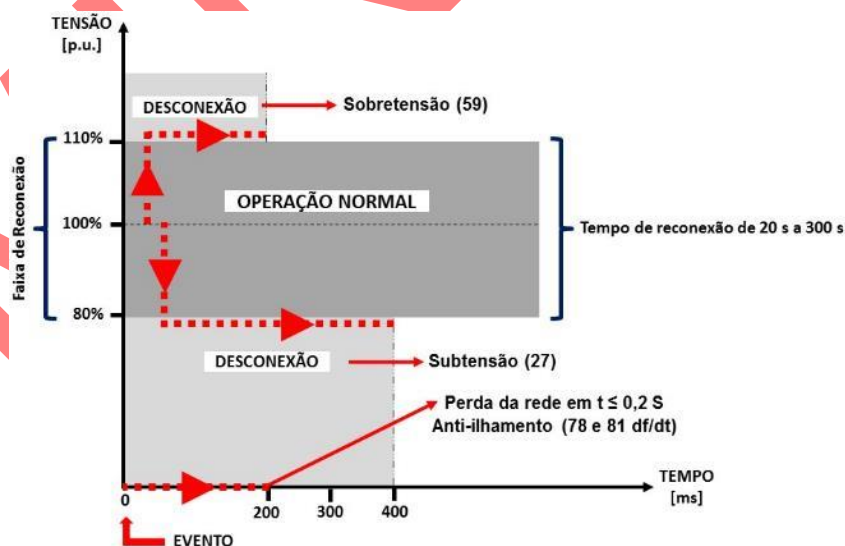 TENSÃO
[p.u.]
DESCONEXÃO
Sobretensão (59)
110%
Faixa de Reconexão
OPERAÇÃO NORMAL
100%
Tempo de reconexão de 20 s a 300 s
80%
DESCONEXÃO
Subtensão (27)
Perda da rede em t ≤ 0,2 S
Anti-ilhamento (78 e 81 df/dt)
TEMPO
[ms]
0
200
300
400
EVENTO